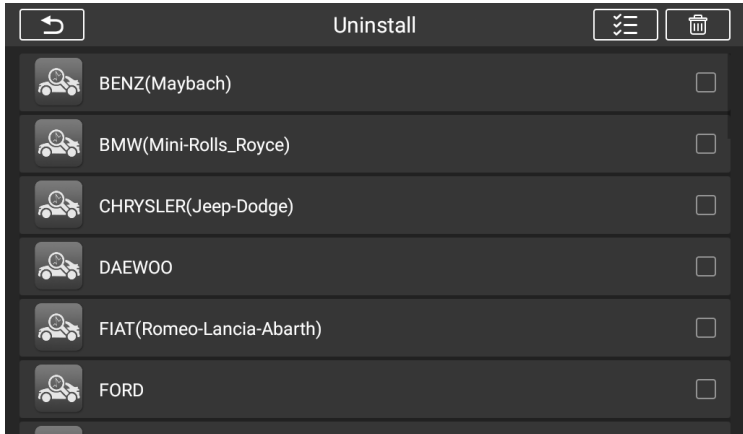 Uninstall
BENZ(Maybach)
BMW(Mini-Rolls_Royce)
CHRYSLER(Jeep-Dodge)
DAEWOO
FIAT(Romeo-Lancia-Abarth)
FORD